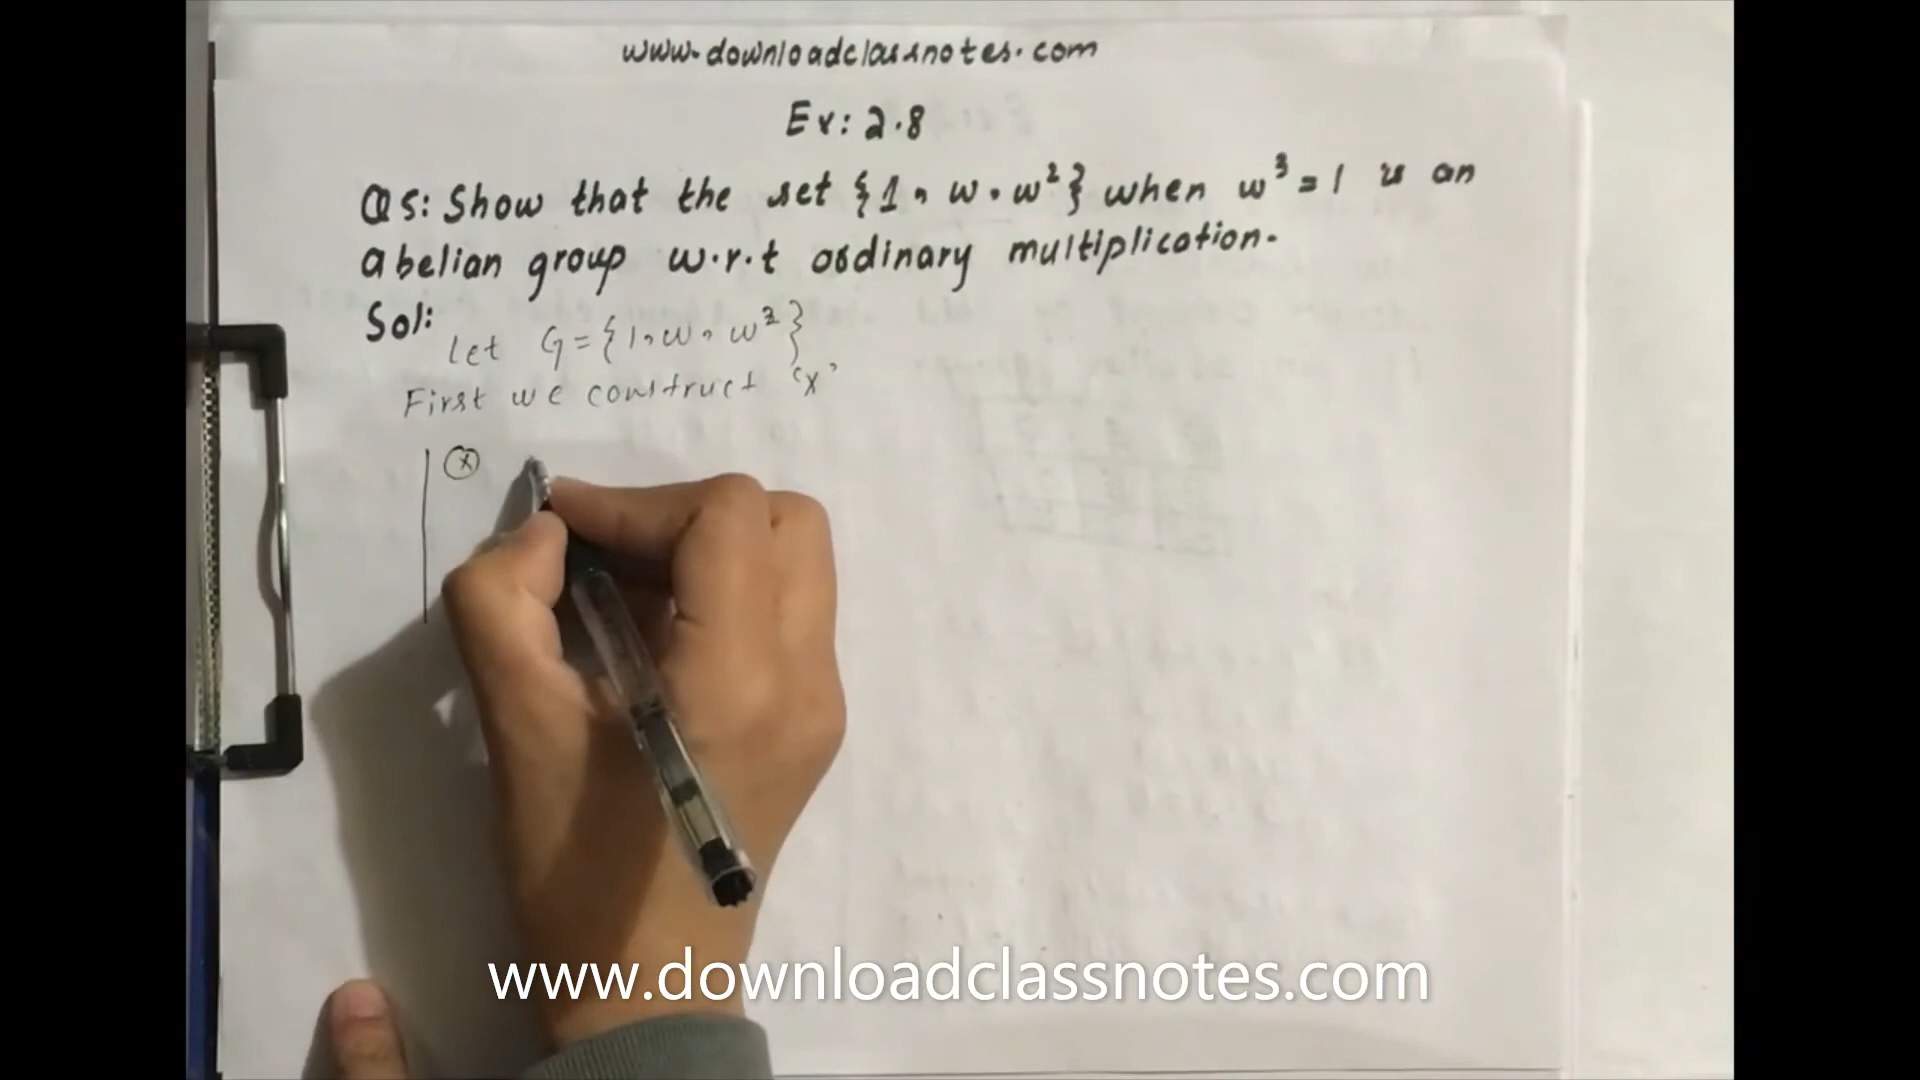 www.downloadclassnotes.com
Ex: 2.8
Q5: Show that the set {1, w, w²} when w³ = 1 is an
abelian group w.r.t ordinary multiplication.
Sol:
Let G = {1, w, w²}
First we construct 'x'
ⓧ
www.downloadclassnotes.com